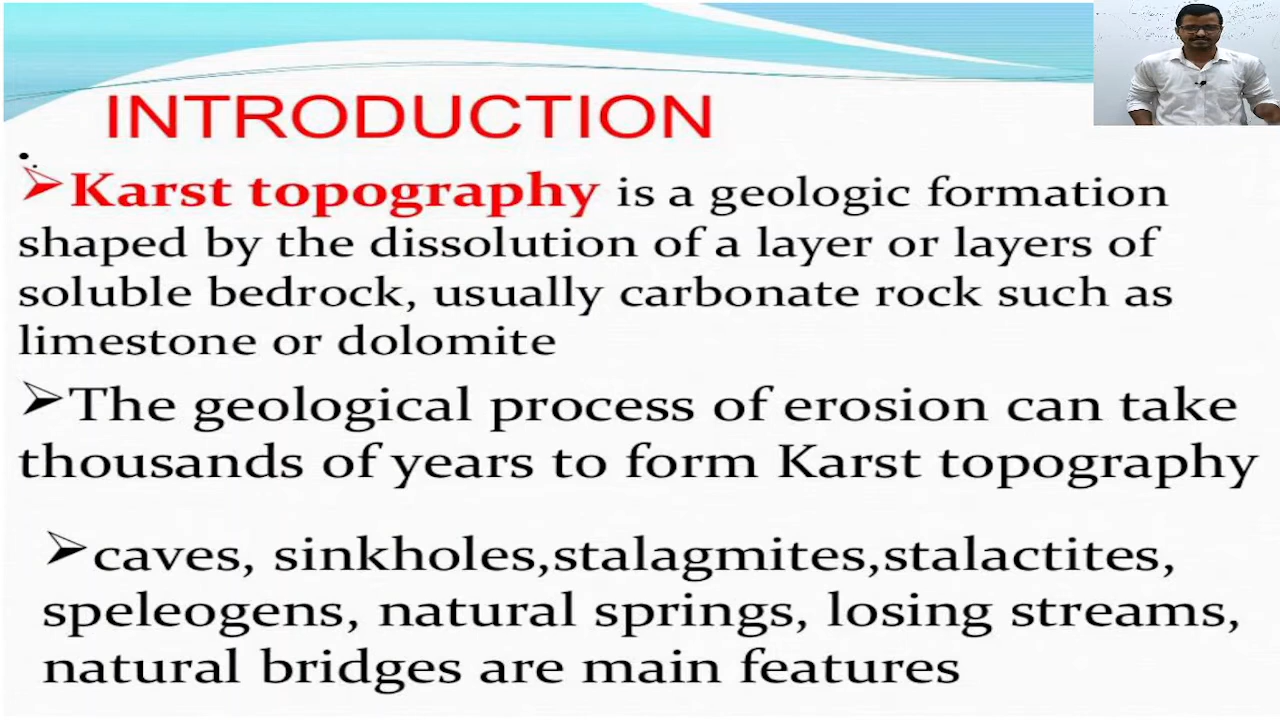 INTRODUCTION
Karst topography is a geologic formation
shaped by the dissolution of a layer or layers of
soluble bedrock, usually carbonate rock such as
limestone or dolomite
The geological process of erosion can take
thousands of years to form Karst topography
caves, sinkholes,stalagmites,stalactites,
speleogens, natural springs, losing streams,
natural bridges are main features